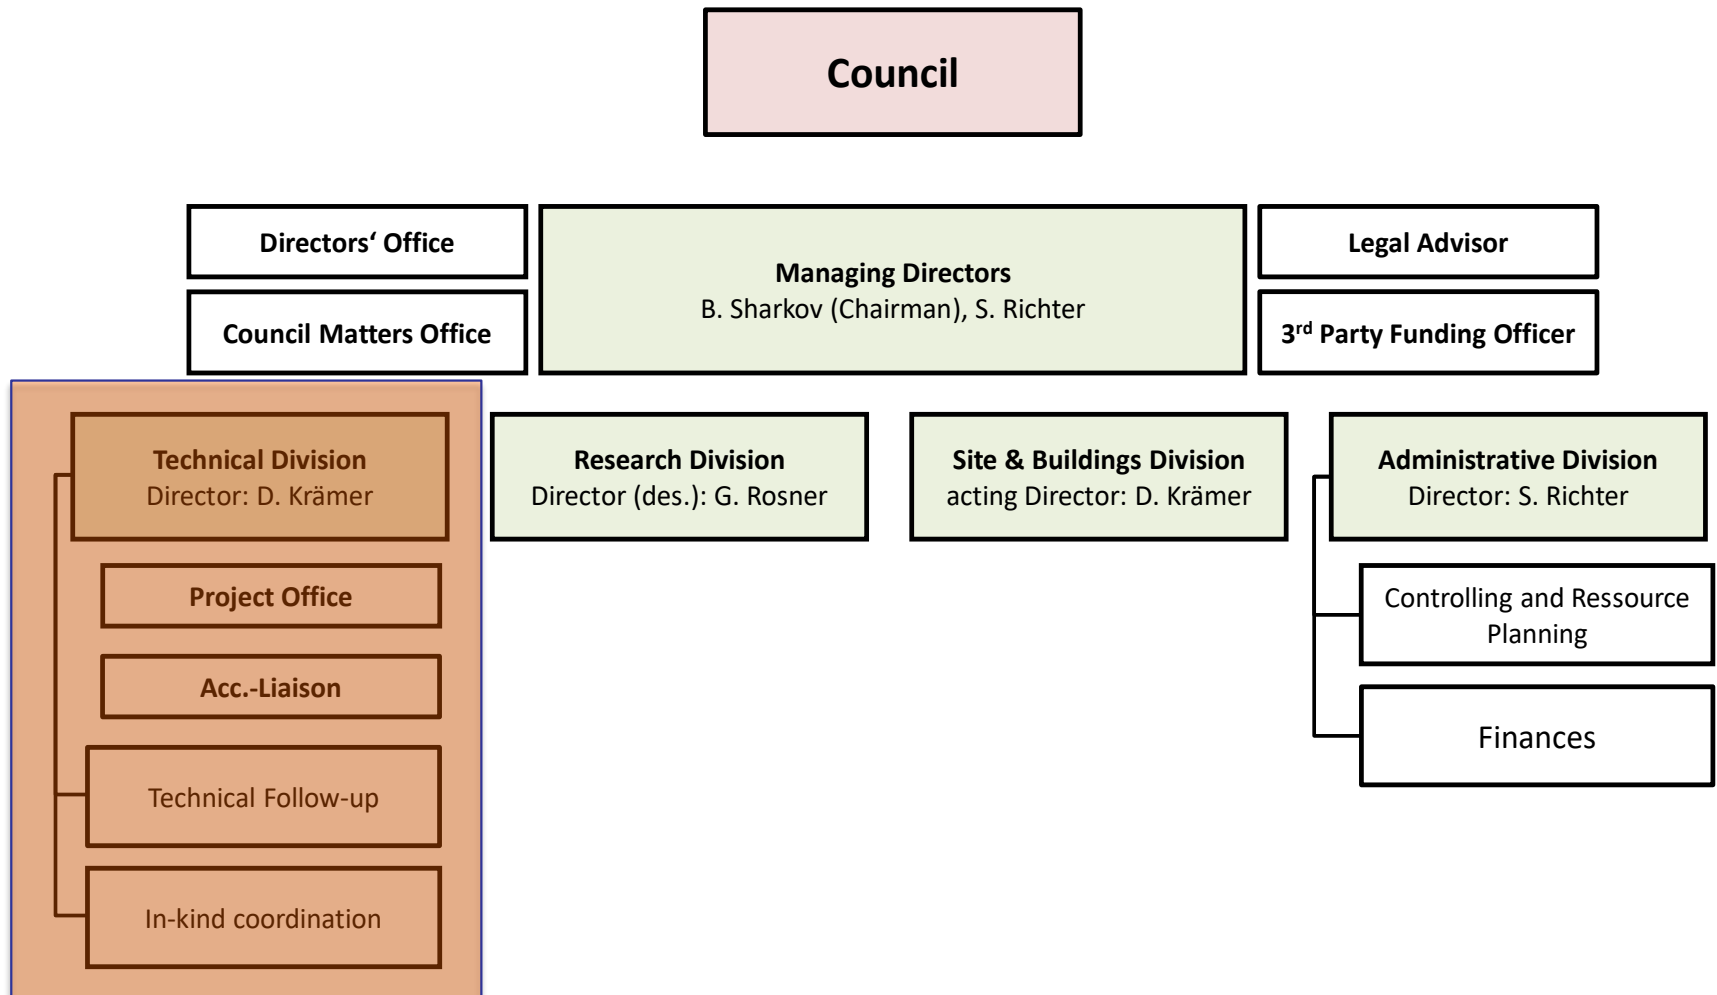 Council
Directors‘ Office
Council Matters Office
Managing Directors
B. Sharkov (Chairman), S. Richter
Legal Advisor
3rd Party Funding Officer
Technical Division
Director: D. Krämer
Project Office
Acc.-Liaison
Technical Follow-up
In-kind coordination
Research Division
Director (des.): G. Rosner
Site & Buildings Division
acting Director: D. Krämer
Administrative Division
Director: S. Richter
Controlling and Ressource
Planning
Finances